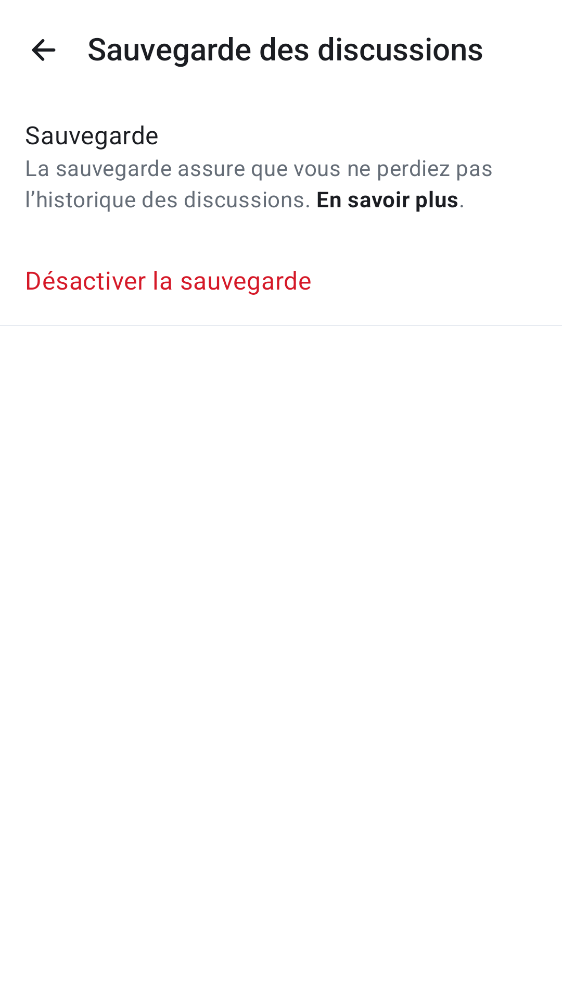 Sauvegarde des discussions
Sauvegarde
La sauvegarde assure que vous ne perdiez pas
l’historique des discussions. En savoir plus.
Désactiver la sauvegarde